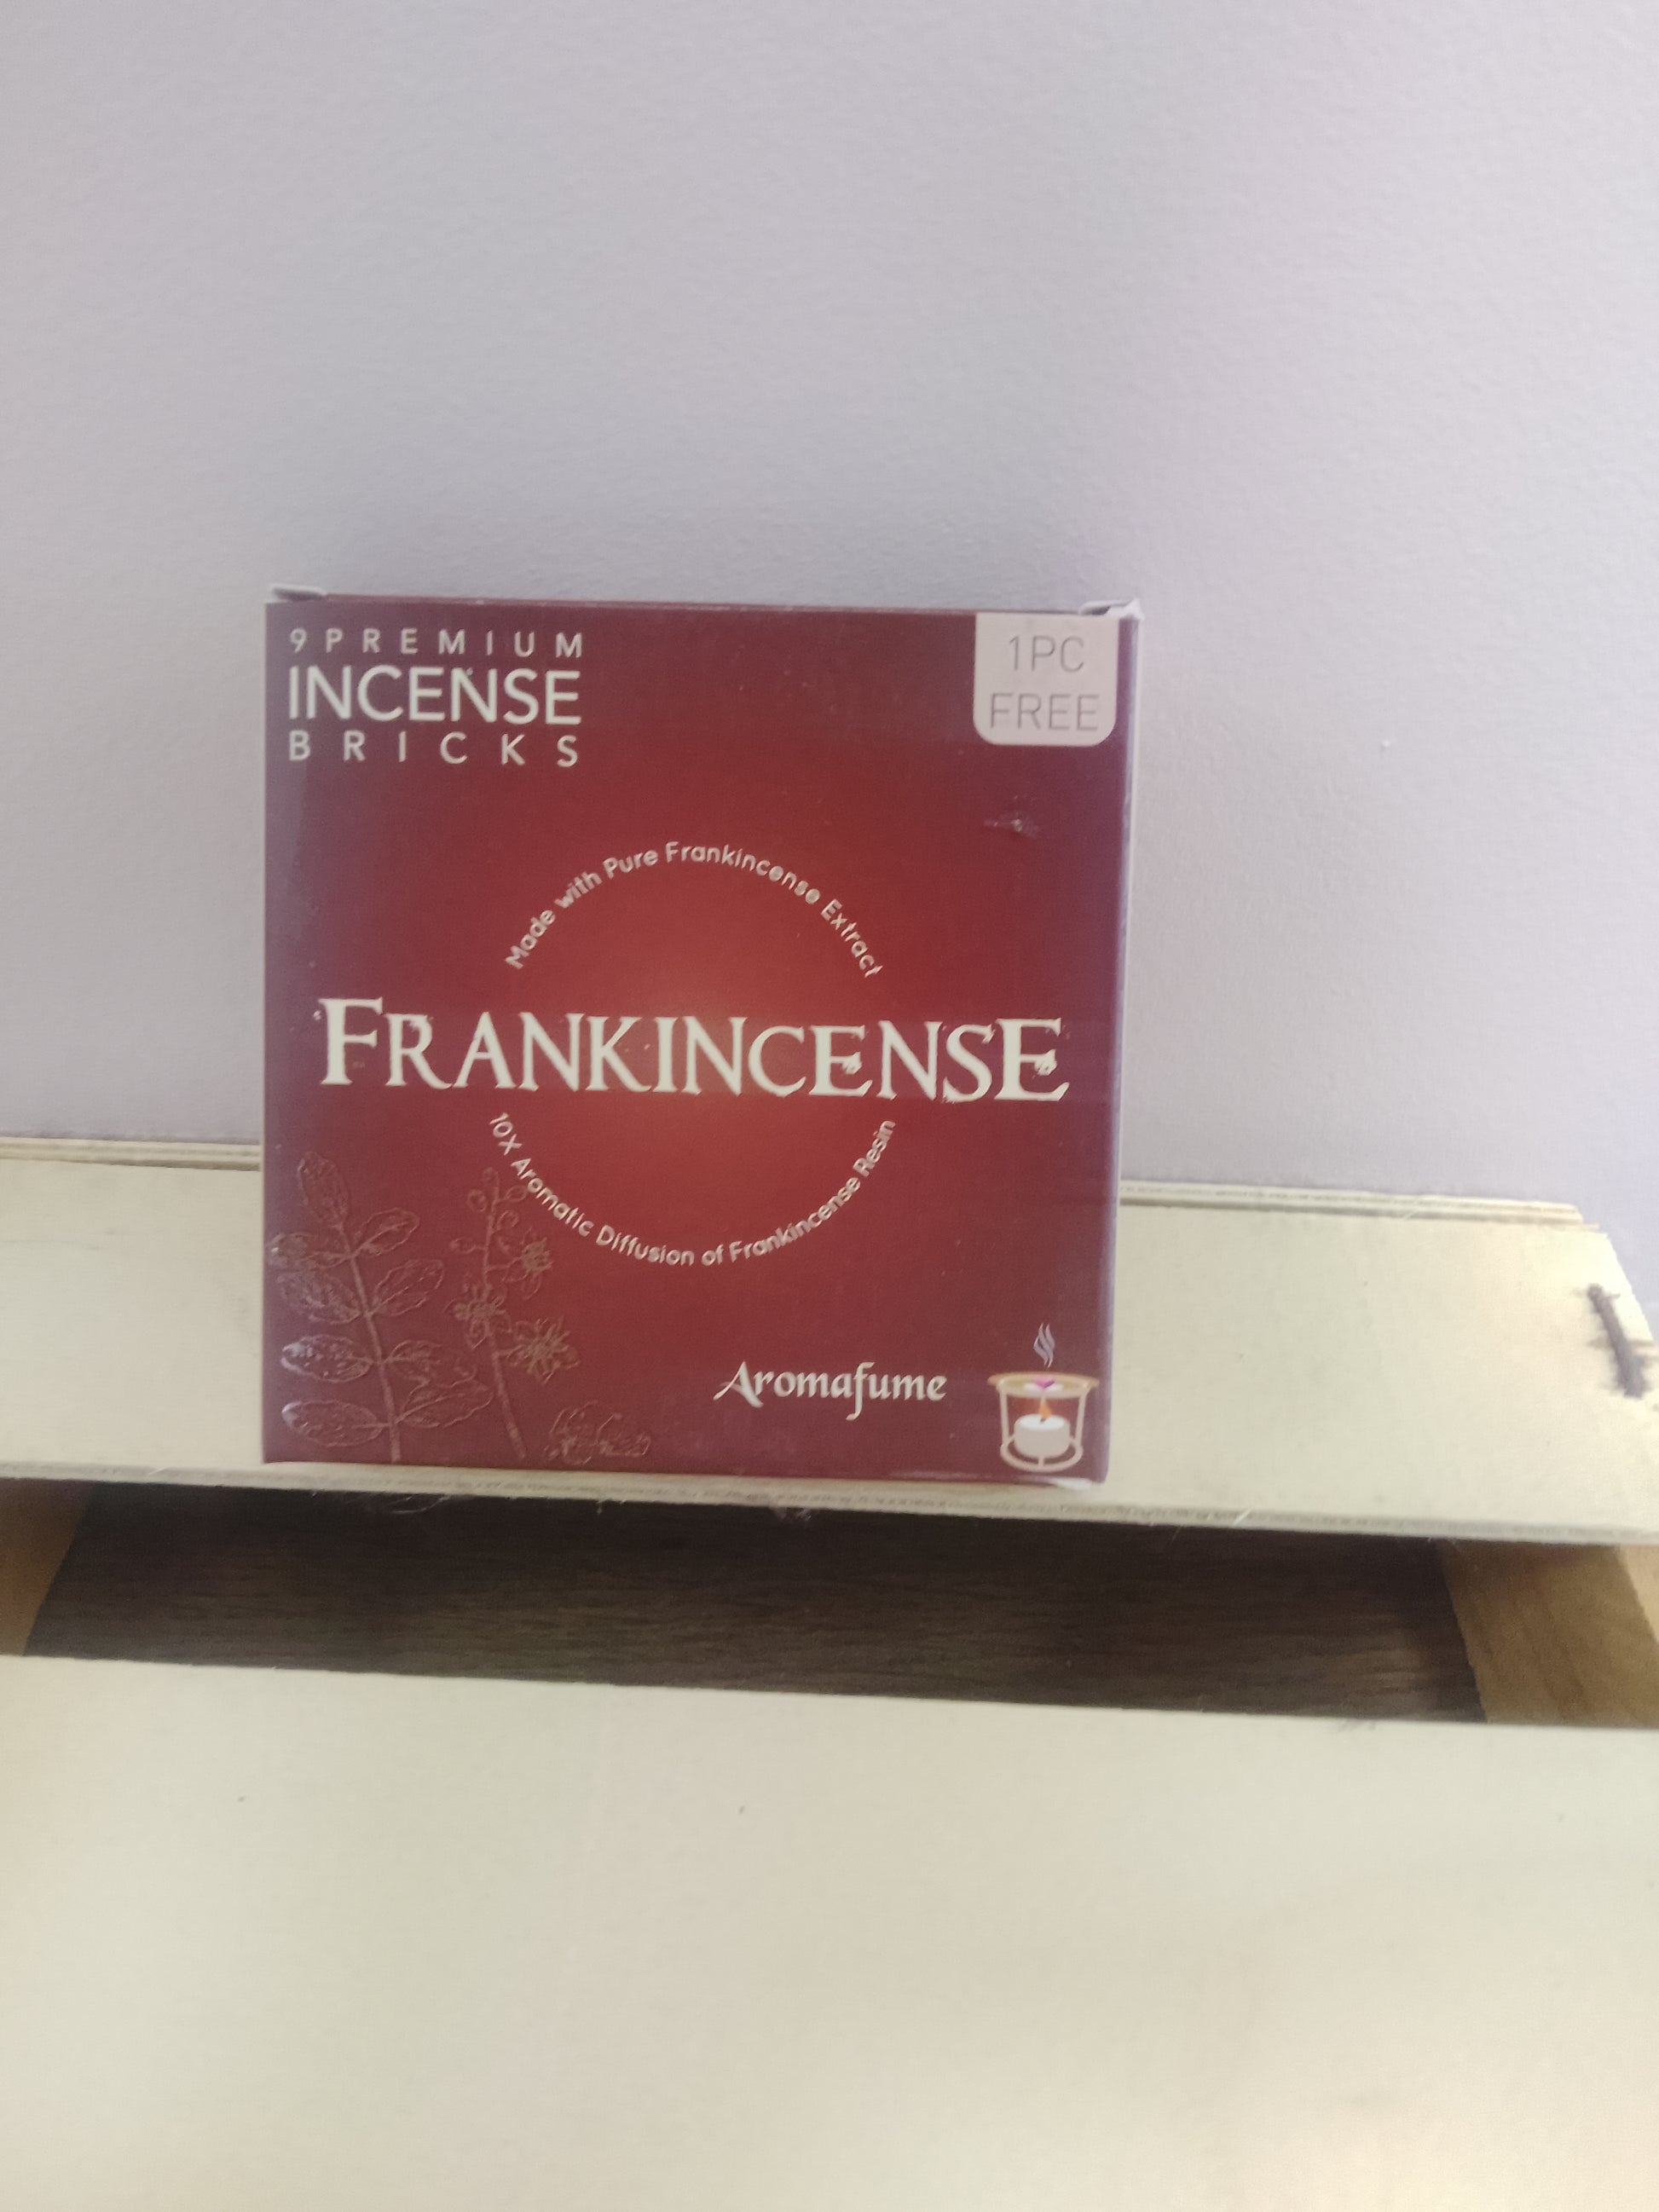 9 PREMIUM
INCENSE
BRICKS
1PC
FREE
Made with Pure Frankincense Extract
FRANKINCENSE
10X Aromatic Diffusion of Frankincense Resin
Aromafume